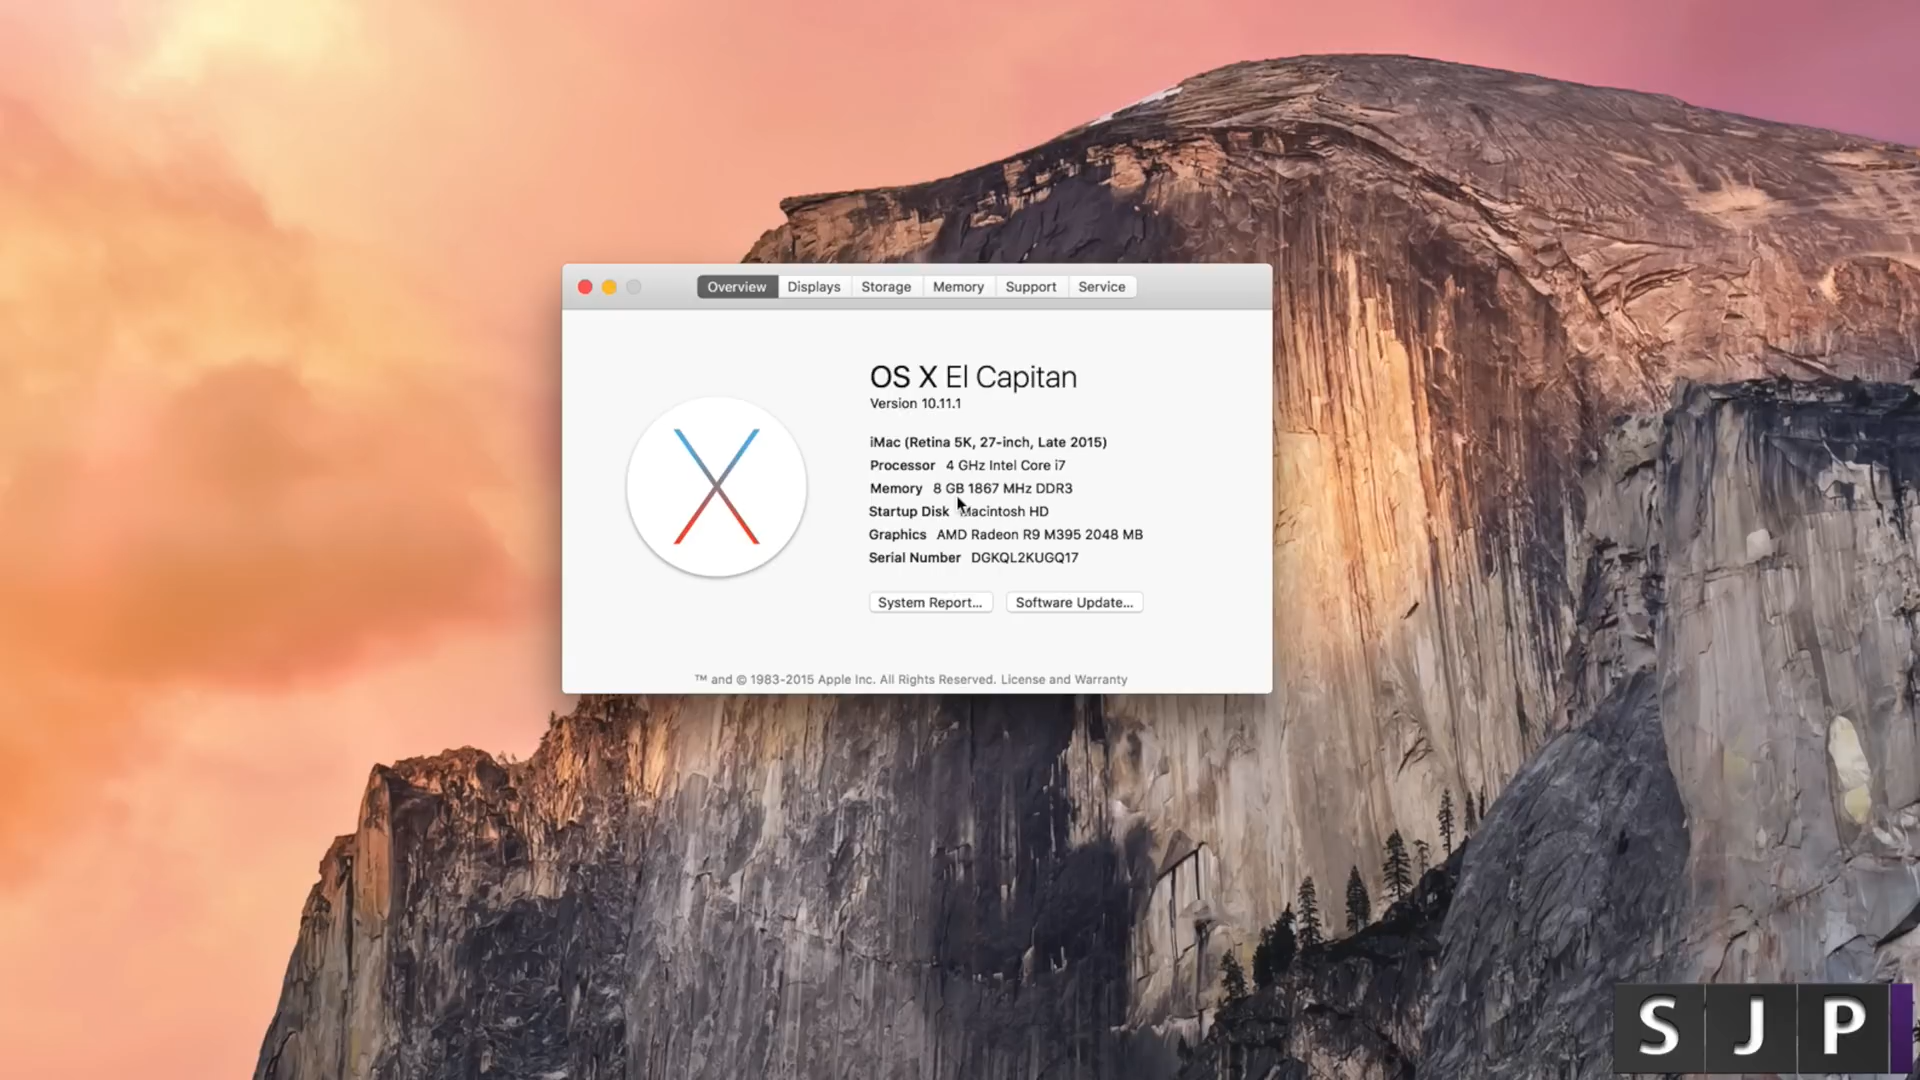 Overview Displays Storage Memory Support Service
OS X El Capitan
Version 10.11.1
iMac (Retina 5K, 27-inch, Late 2015)
Processor 4 GHz Intel Core i7
Memory 8 GB 1867 MHz DDR3
Startup Disk Macintosh HD
Graphics AMD Radeon R9 M395 2048 MB
Serial Number DGKQL2KUGQ17
System Report... Software Update...
™ and © 1983-2015 Apple Inc. All Rights Reserved. License and Warranty
SJP